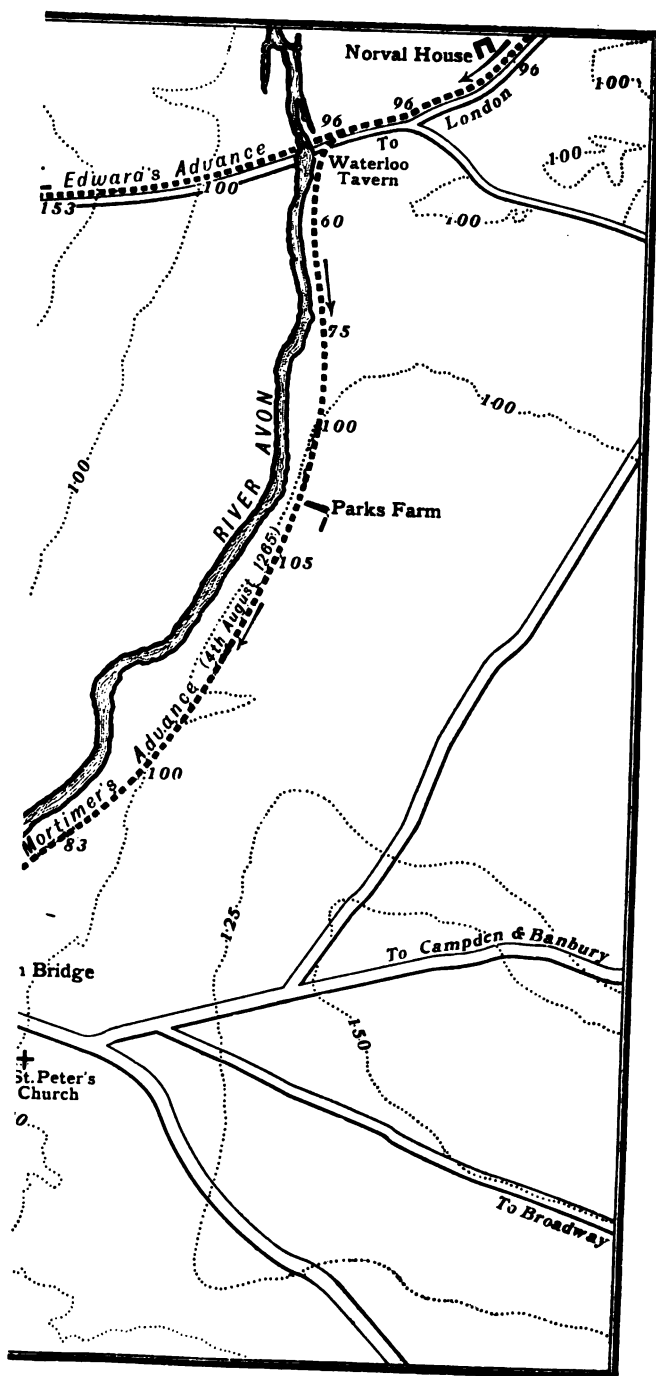 Norval House
96
100
96
96
To London
100
Edward's Advance
Waterloo
Tavern
153
100
100
60
75
100
100
RIVER AVON
100
Parks Farm
105
Mortimer's Advance (4th August 1265)
100
83
125
To Campden & Banbury
Bridge
150
St. Peter's
Church
To Broadway